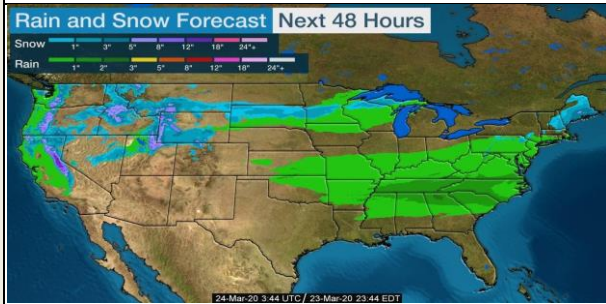 Rain and Snow Forecast Next 48 Hours
Snow
1" 3" 5" 8" 12" 18" 24"+
Rain
1" 2" 3" 5" 8" 12" 18" 24"+
24-Mar-20 3:44 UTC / 23-Mar-20 23:44 EDT